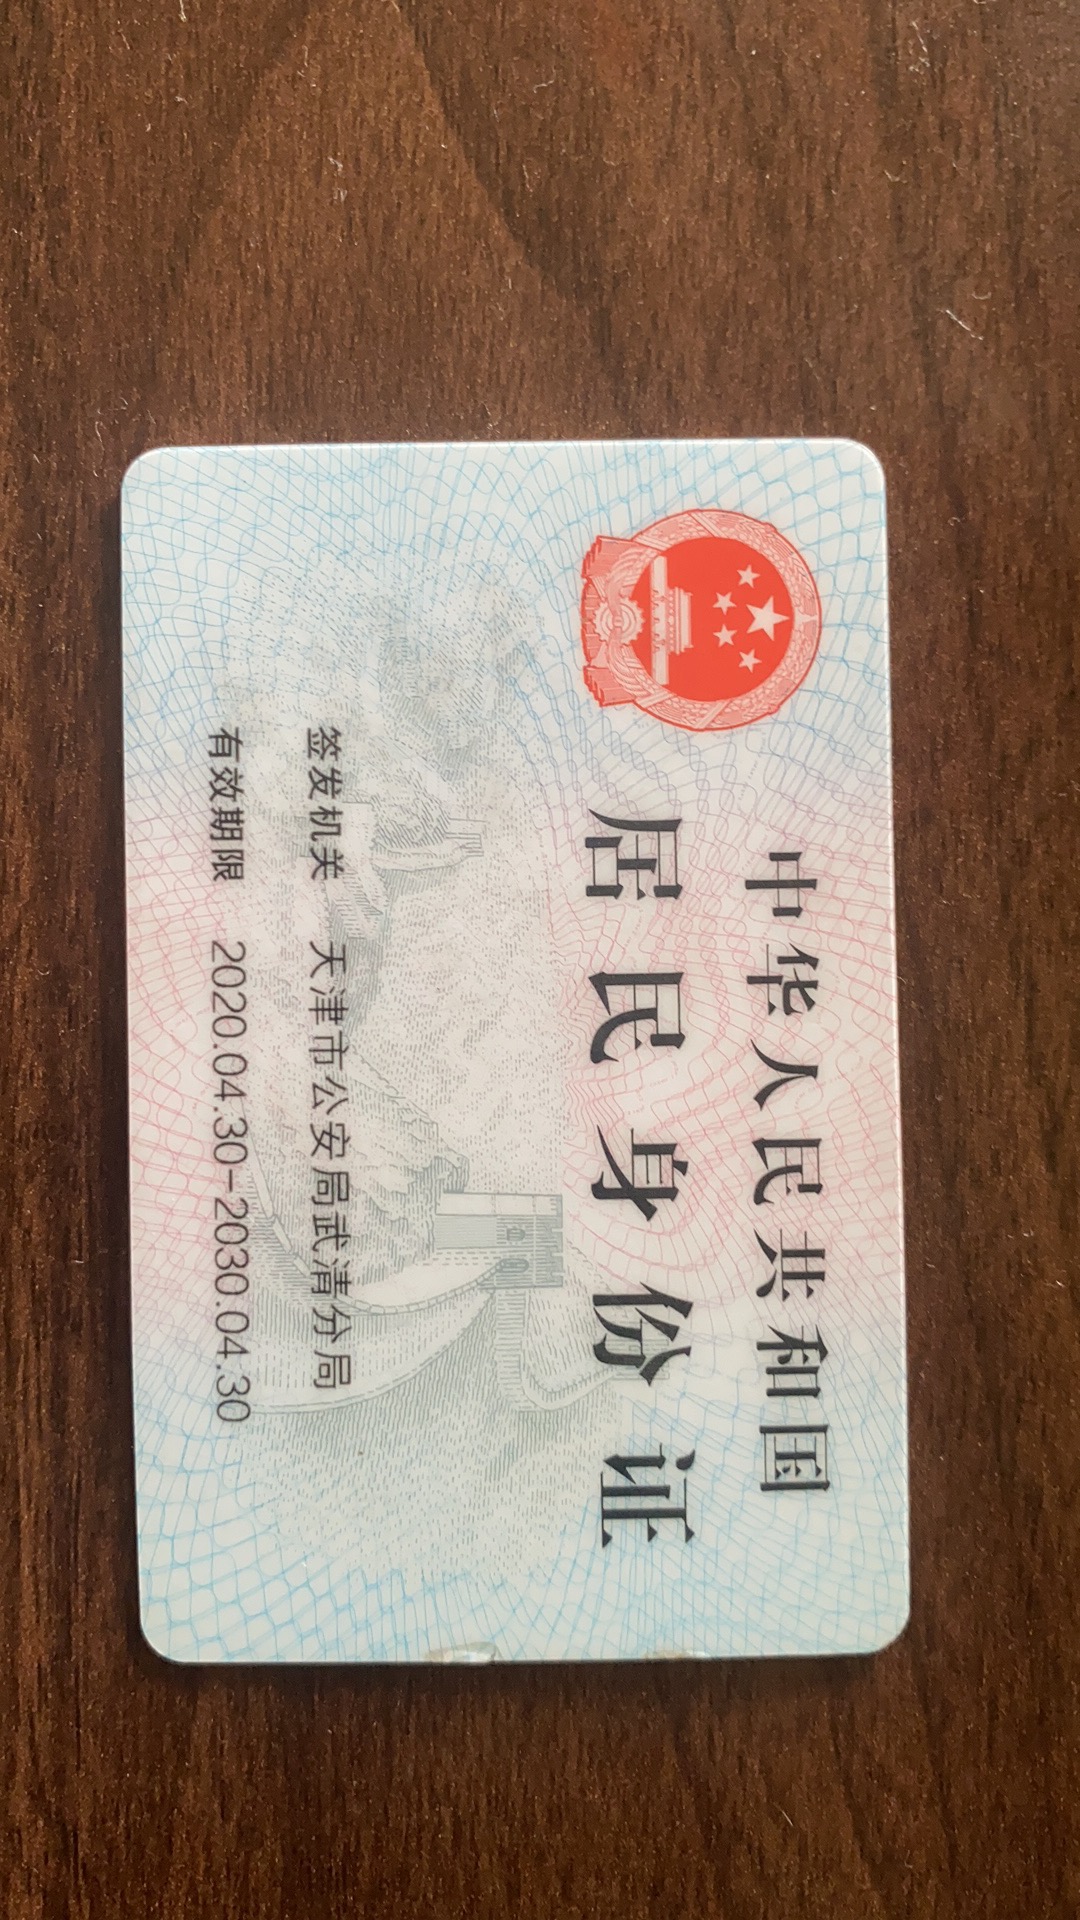 中华人民共和国
居民身份证
签发机关 天津市公安局武清分局
有效期限 2020.04.30-2030.04.30